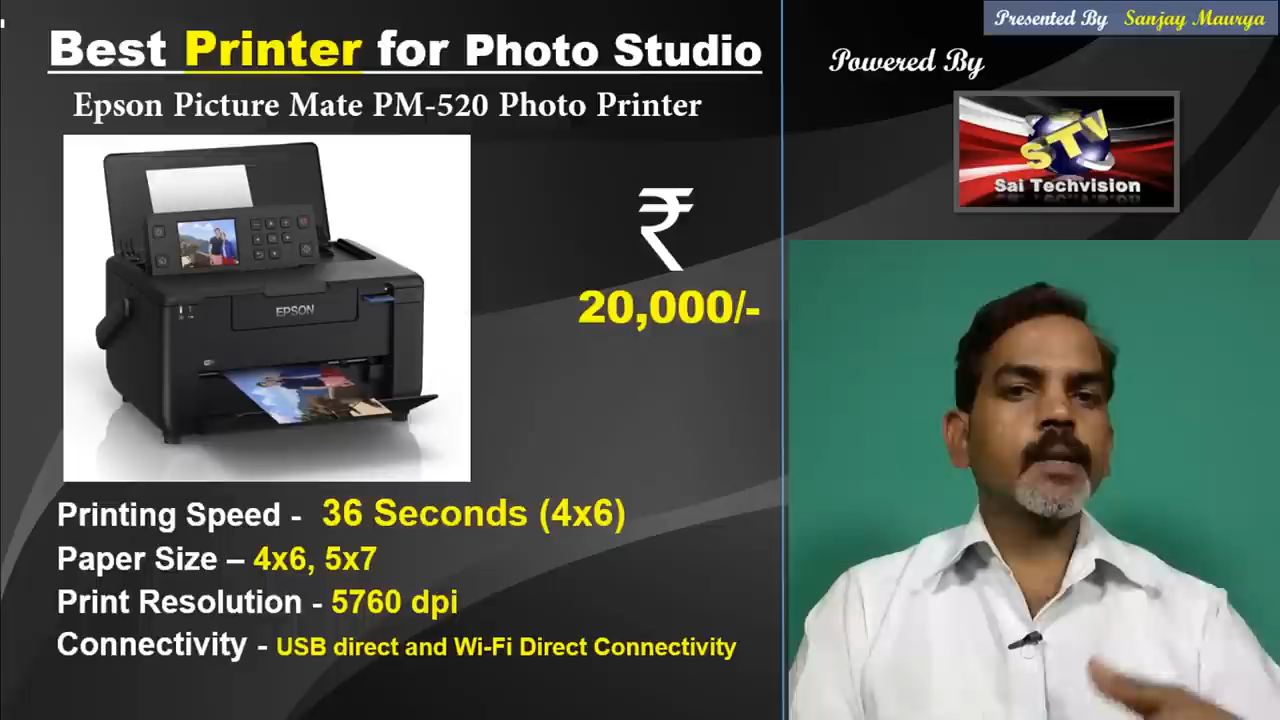 Best Printer for Photo Studio
Epson Picture Mate PM-520 Photo Printer
EPSON
₹
20,000/-
Printing Speed - 36 Seconds (4x6)
Paper Size – 4x6, 5x7
Print Resolution - 5760 dpi
Connectivity - USB direct and Wi-Fi Direct Connectivity
Presented By Sanjay Maurya
Powered By
STV
Sai Techvision